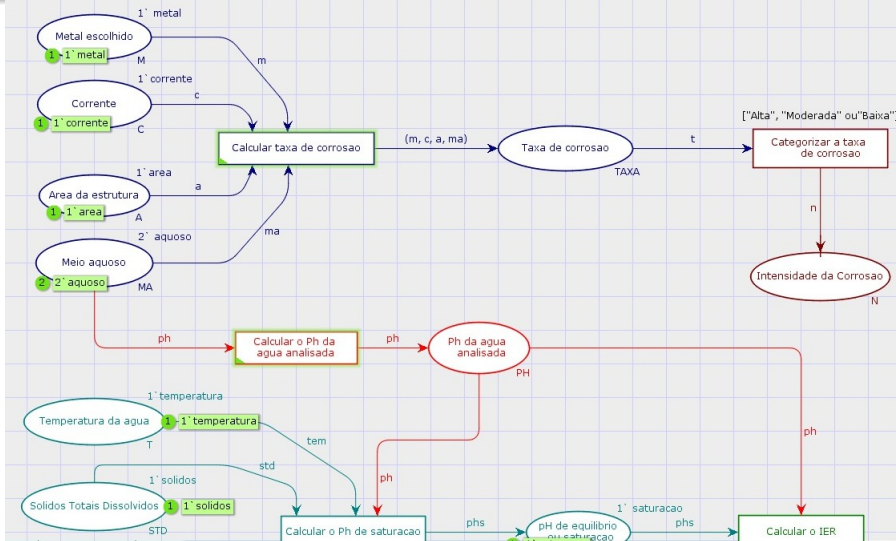 1`metal
Metal escolhido
1 1`metal
M
m
1`corrente
Corrente
c
1 1`corrente
C
["Alta", "Moderada" ou"Baixa"]
Calcular taxa de corrosao
(m, c, a, ma)
Taxa de corrosao
TAXA
t
Categorizar a taxa
de corrosao
1`area
Area da estrutura
a
1 1`area
A
n
2` aquoso
ma
Meio aquoso
2 2`aquoso
MA
Intensidade da Corrosao
N
ph
Calcular o Ph da
agua analisada
ph
Ph da agua
analisada
PH
1`temperatura
Temperatura da agua
1 1`temperatura
T
tem
ph
std
1`solidos
ph
Solidos Totais Dissolvidos
1 1`solidos
STD
Calcular o Ph de saturacao
phs
1` saturacao
pH de equilibrio
ou saturacao
phs
Calcular o IER